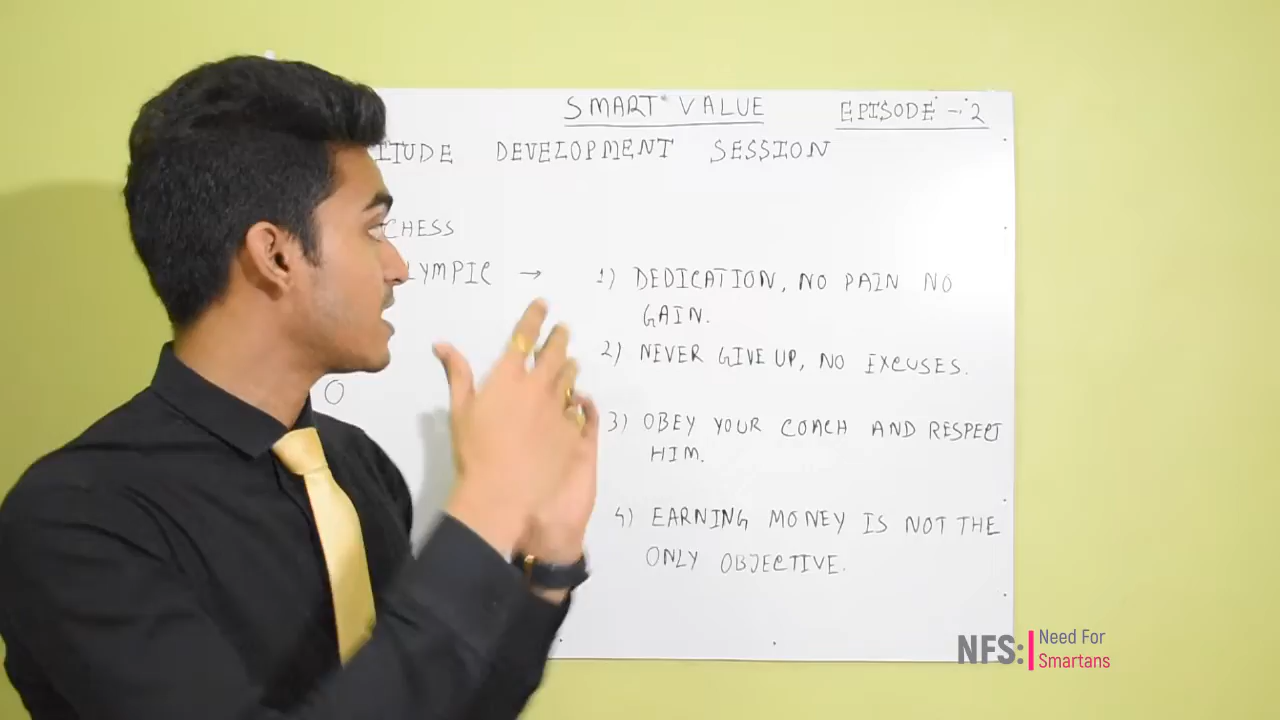 SMART VALUE EPISODE - 2
ITUDE DEVELOPMENT SESSION
CHESS
LYMPIC →
1) DEDICATION, NO PAIN NO
GAIN.
2) NEVER GIVE UP, NO EXCUSES.
O
3) OBEY YOUR COACH AND RESPECT
HIM.
4) EARNING MONEY IS NOT THE
ONLY OBJECTIVE.
NFS: Need For
Smartans